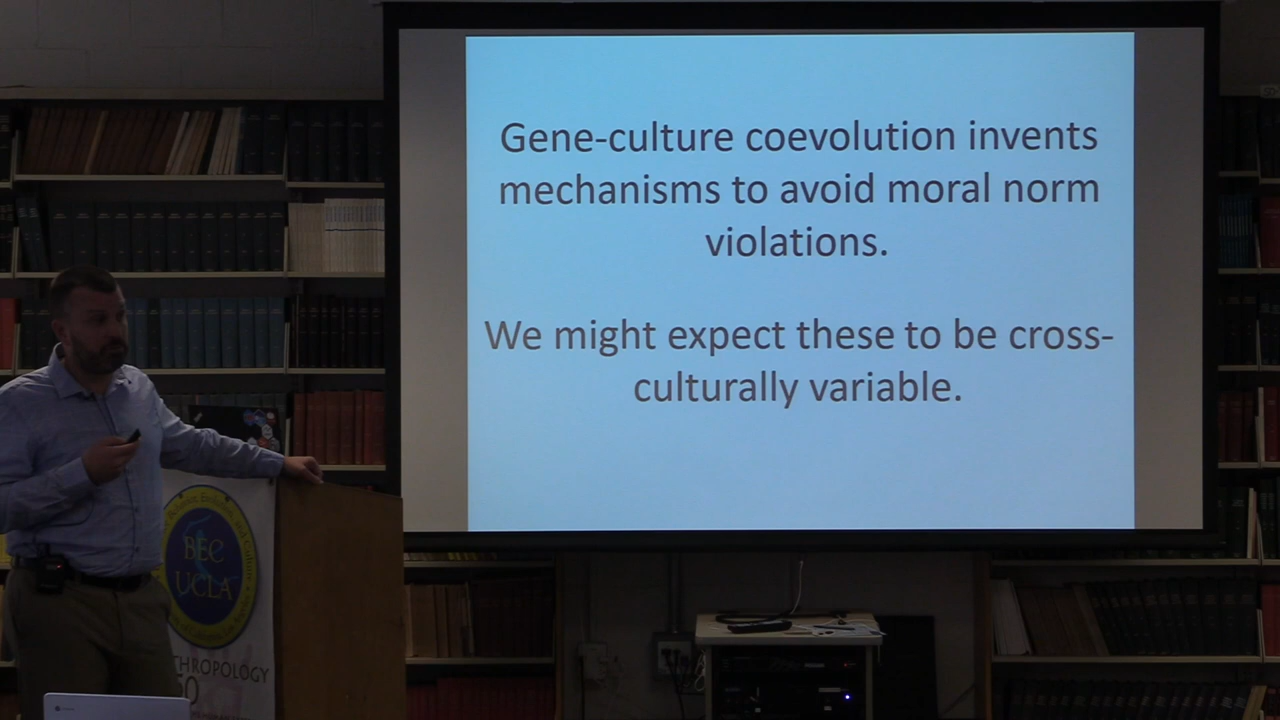 Gene-culture coevolution invents
mechanisms to avoid moral norm
violations.
We might expect these to be cross-
culturally variable.
BEC
UCLA
THROPOLOGY
50